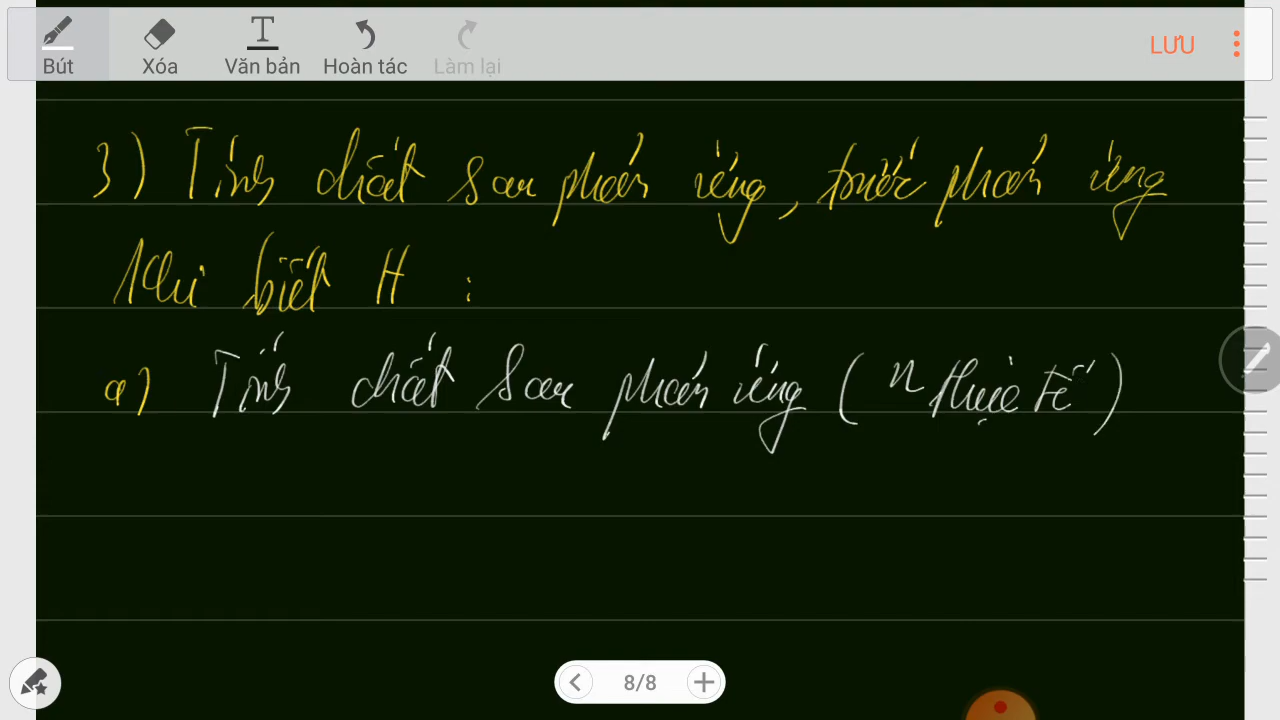 Bút Xóa Văn bản Hoàn tác Làm lại LƯU
3) Tính chất sau phản ứng, trước phản ứng
khi biết H :
a) Tính chất sau phản ứng ( n thực tế )
8/8